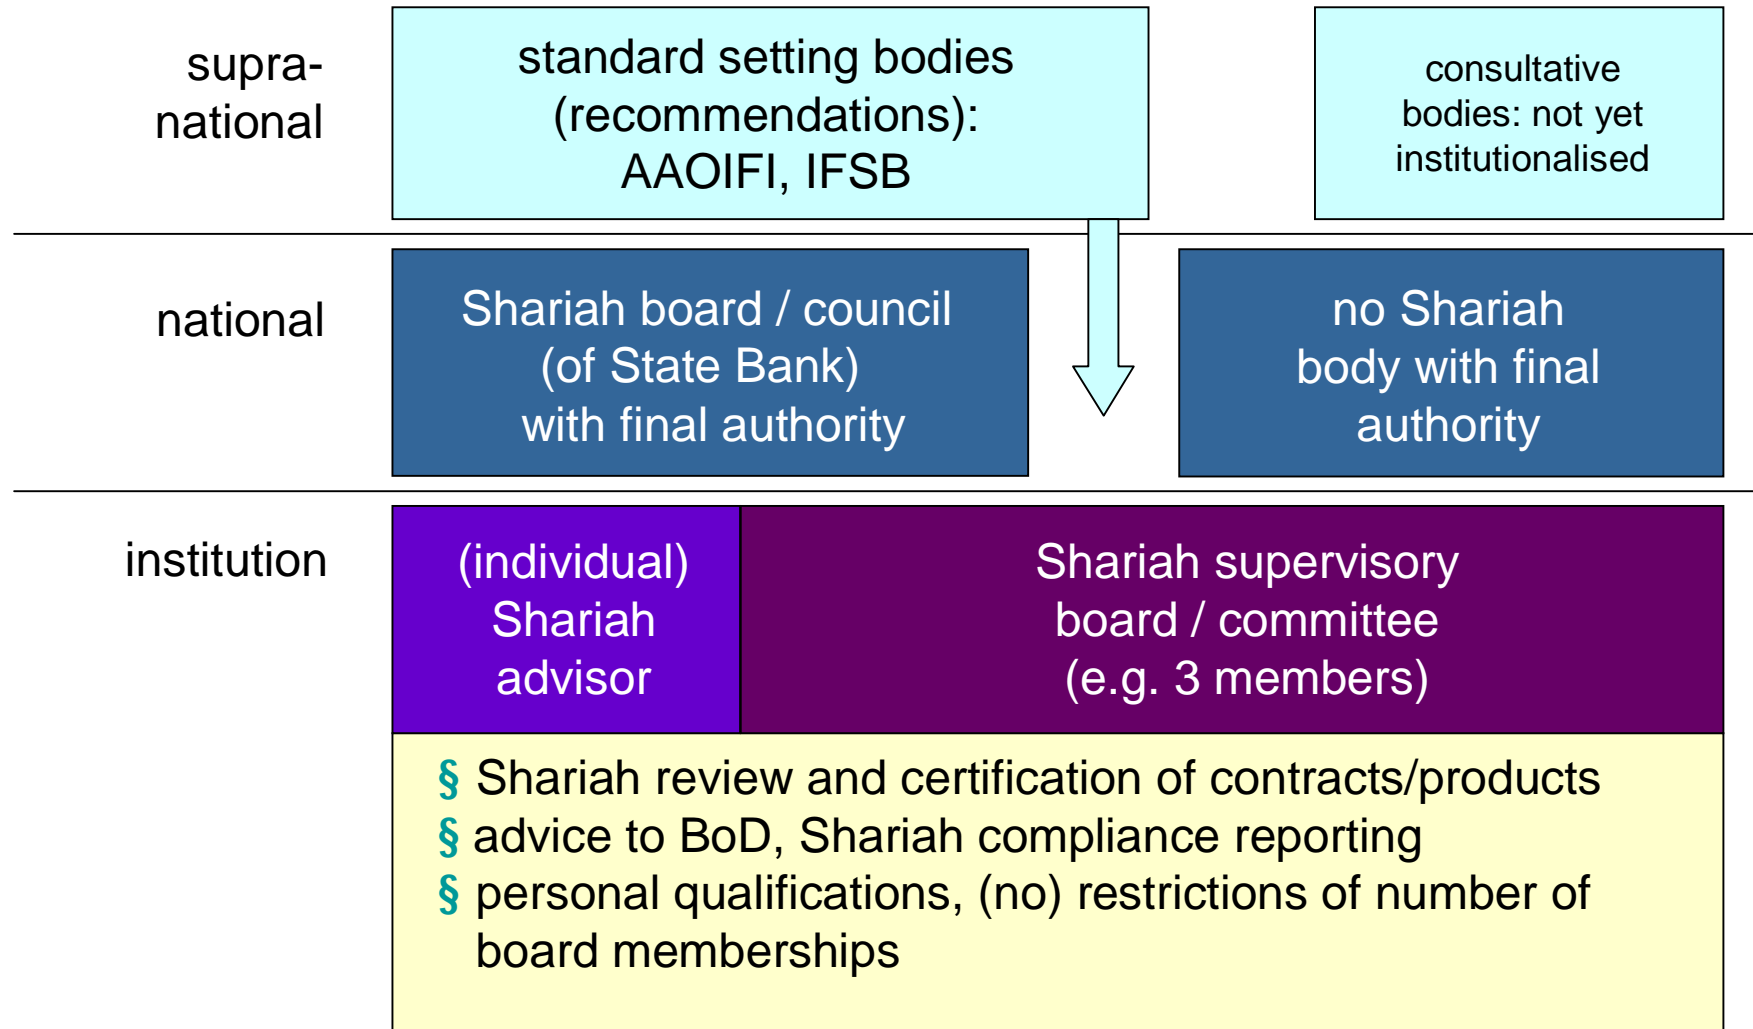 supra-
national
standard setting bodies
(recommendations):
AAOIFI, IFSB
consultative
bodies: not yet
institutionalised
national
Shariah board / council
(of State Bank)
with final authority
no Shariah
body with final
authority
institution
(individual)
Shariah
advisor
Shariah supervisory
board / committee
(e.g. 3 members)
§ Shariah review and certification of contracts/products
§ advice to BoD, Shariah compliance reporting
§ personal qualifications, (no) restrictions of number of
board memberships